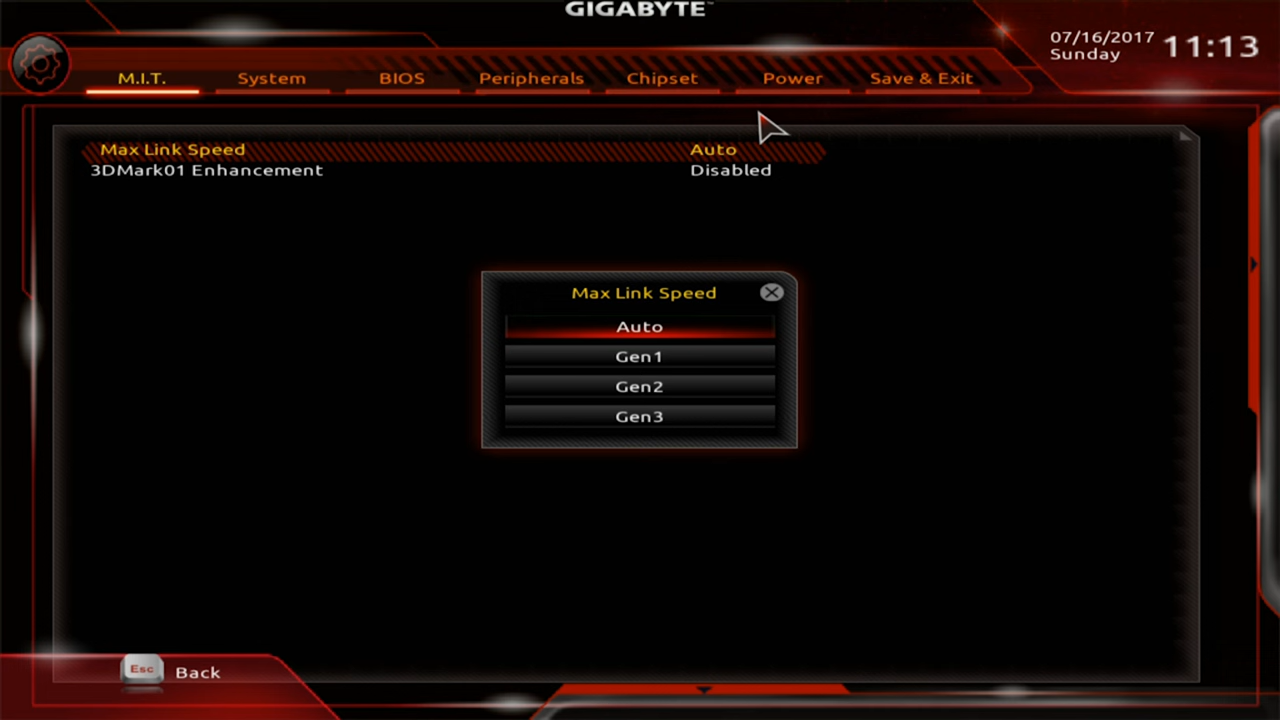 GIGABYTE™
07/16/2017
Sunday
11:13
M.I.T.
System
BIOS
Peripherals
Chipset
Power
Save & Exit
Max Link Speed
Auto
3DMark01 Enhancement
Disabled
Max Link Speed
Auto
Gen1
Gen2
Gen3
Esc
Back